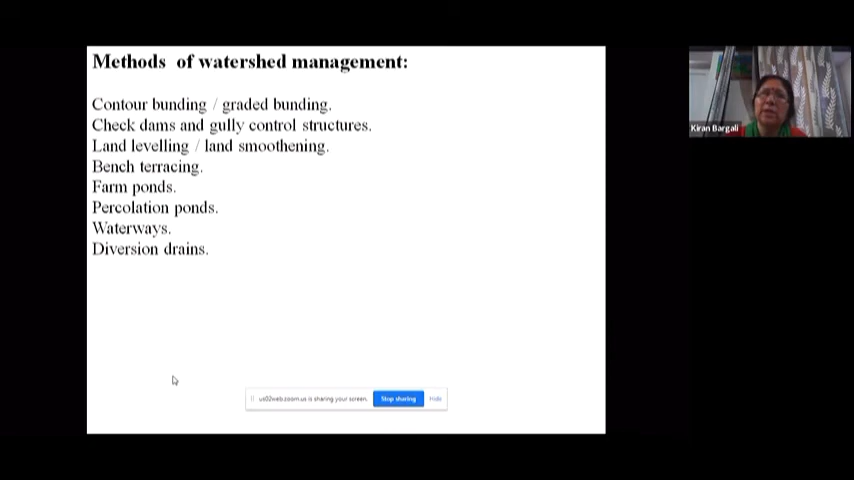 Methods of watershed management:
Contour bunding / graded bunding.
Check dams and gully control structures.
Land levelling / land smoothening.
Bench terracing.
Farm ponds.
Percolation ponds.
Waterways.
Diversion drains.
us02web.zoom.us is sharing your screen. Stop sharing Hide
Kiran Bargali